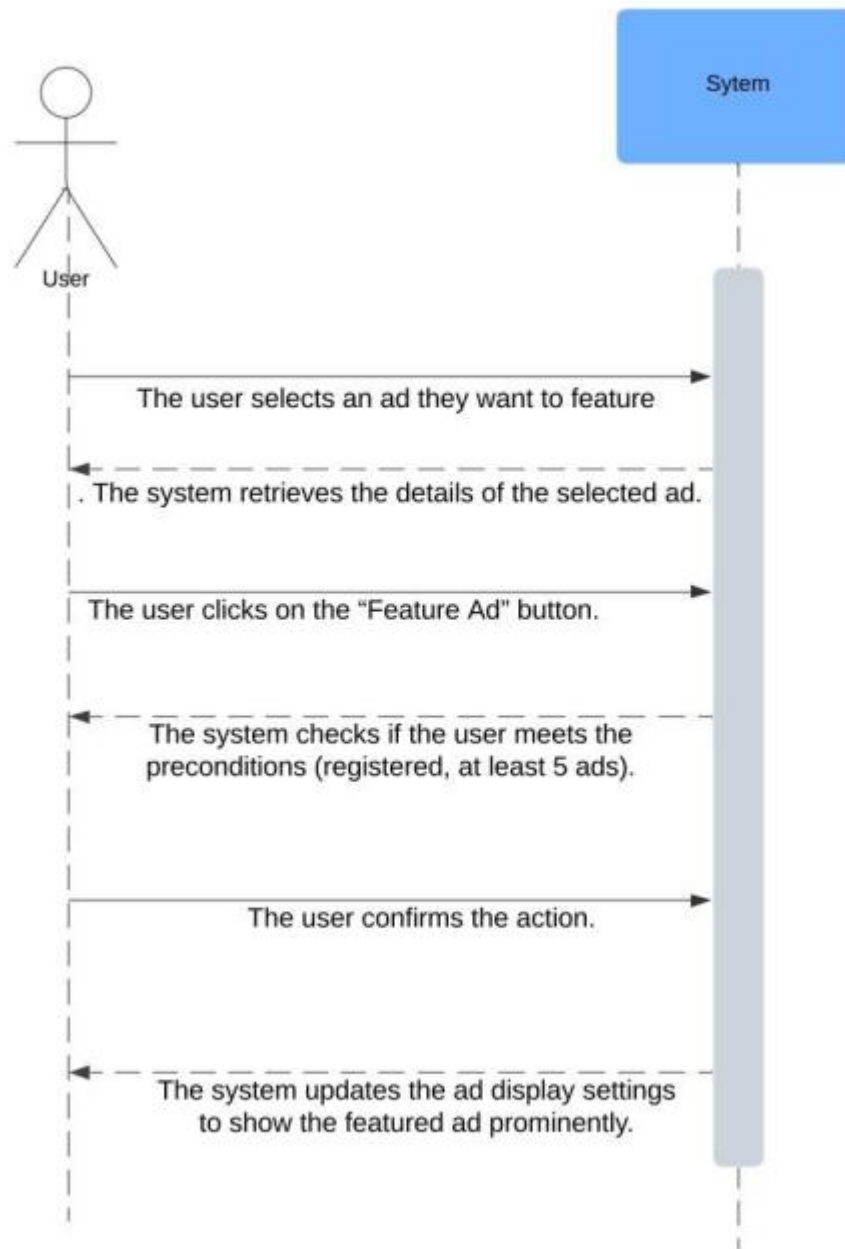 Sytem
User
The user selects an ad they want to feature
. The system retrieves the details of the selected ad.
The user clicks on the “Feature Ad” button.
The system checks if the user meets the
preconditions (registered, at least 5 ads).
The user confirms the action.
The system updates the ad display settings
to show the featured ad prominently.